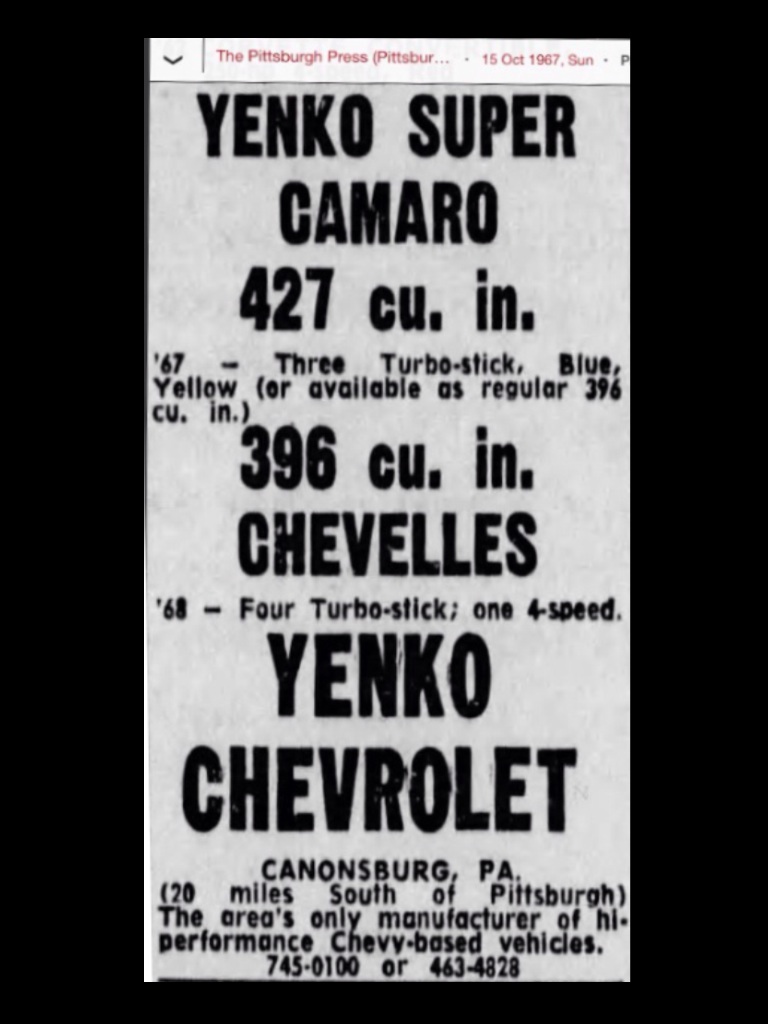 The Pittsburgh Press (Pittsbur... · 15 Oct 1967, Sun · P
YENKO SUPER
CAMARO
427 cu. in.
'67 — Three Turbo-stick, Blue,
Yellow (or available as regular 396
cu. in.)
396 cu. in.
CHEVELLES
'68 — Four Turbo-stick; one 4-speed.
YENKO
CHEVROLET
CANONSBURG, PA.
(20 miles South of Pittsburgh)
The area's only manufacturer of hi-
performance Chevy-based vehicles.
745-0100 or 463-4828